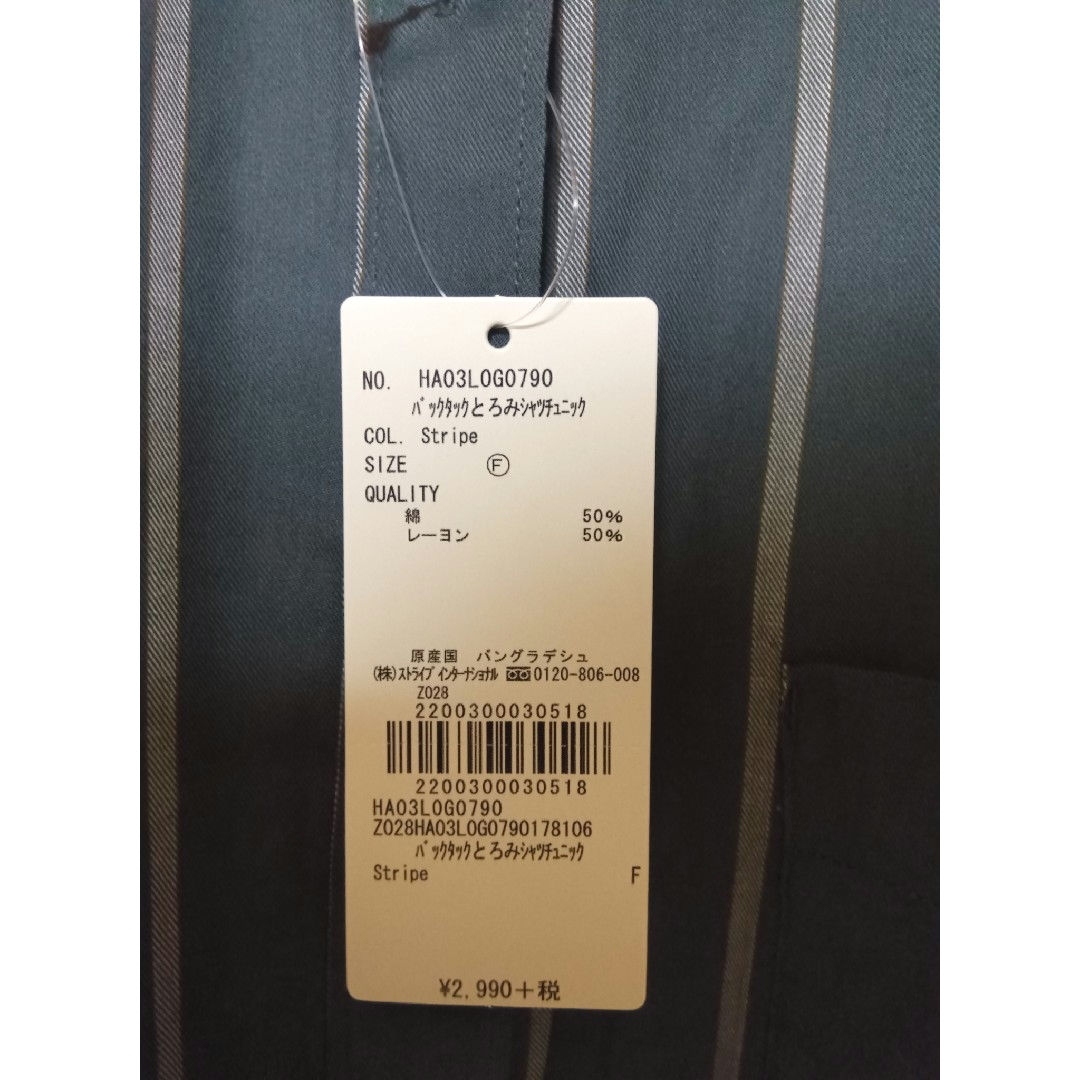 NO. HA03L0G0790
ﾊﾞｯｸﾀｯｸとろみｼｬﾂﾁｭﾆｯｸ
COL. Stripe
SIZE Ⓕ
QUALITY
綿 50%
レーヨン 50%
原産国 バングラデシュ
(株)ｽﾄﾗｲﾌﾟｲﾝﾀｰﾅｼｮﾅﾙ 0120-806-008
Z028
2200300030518
2200300030518
HA03L0G0790
Z028HA03L0G0790178106
ﾊﾞｯｸﾀｯｸとろみｼｬﾂﾁｭﾆｯｸ
Stripe F
¥2,990+税